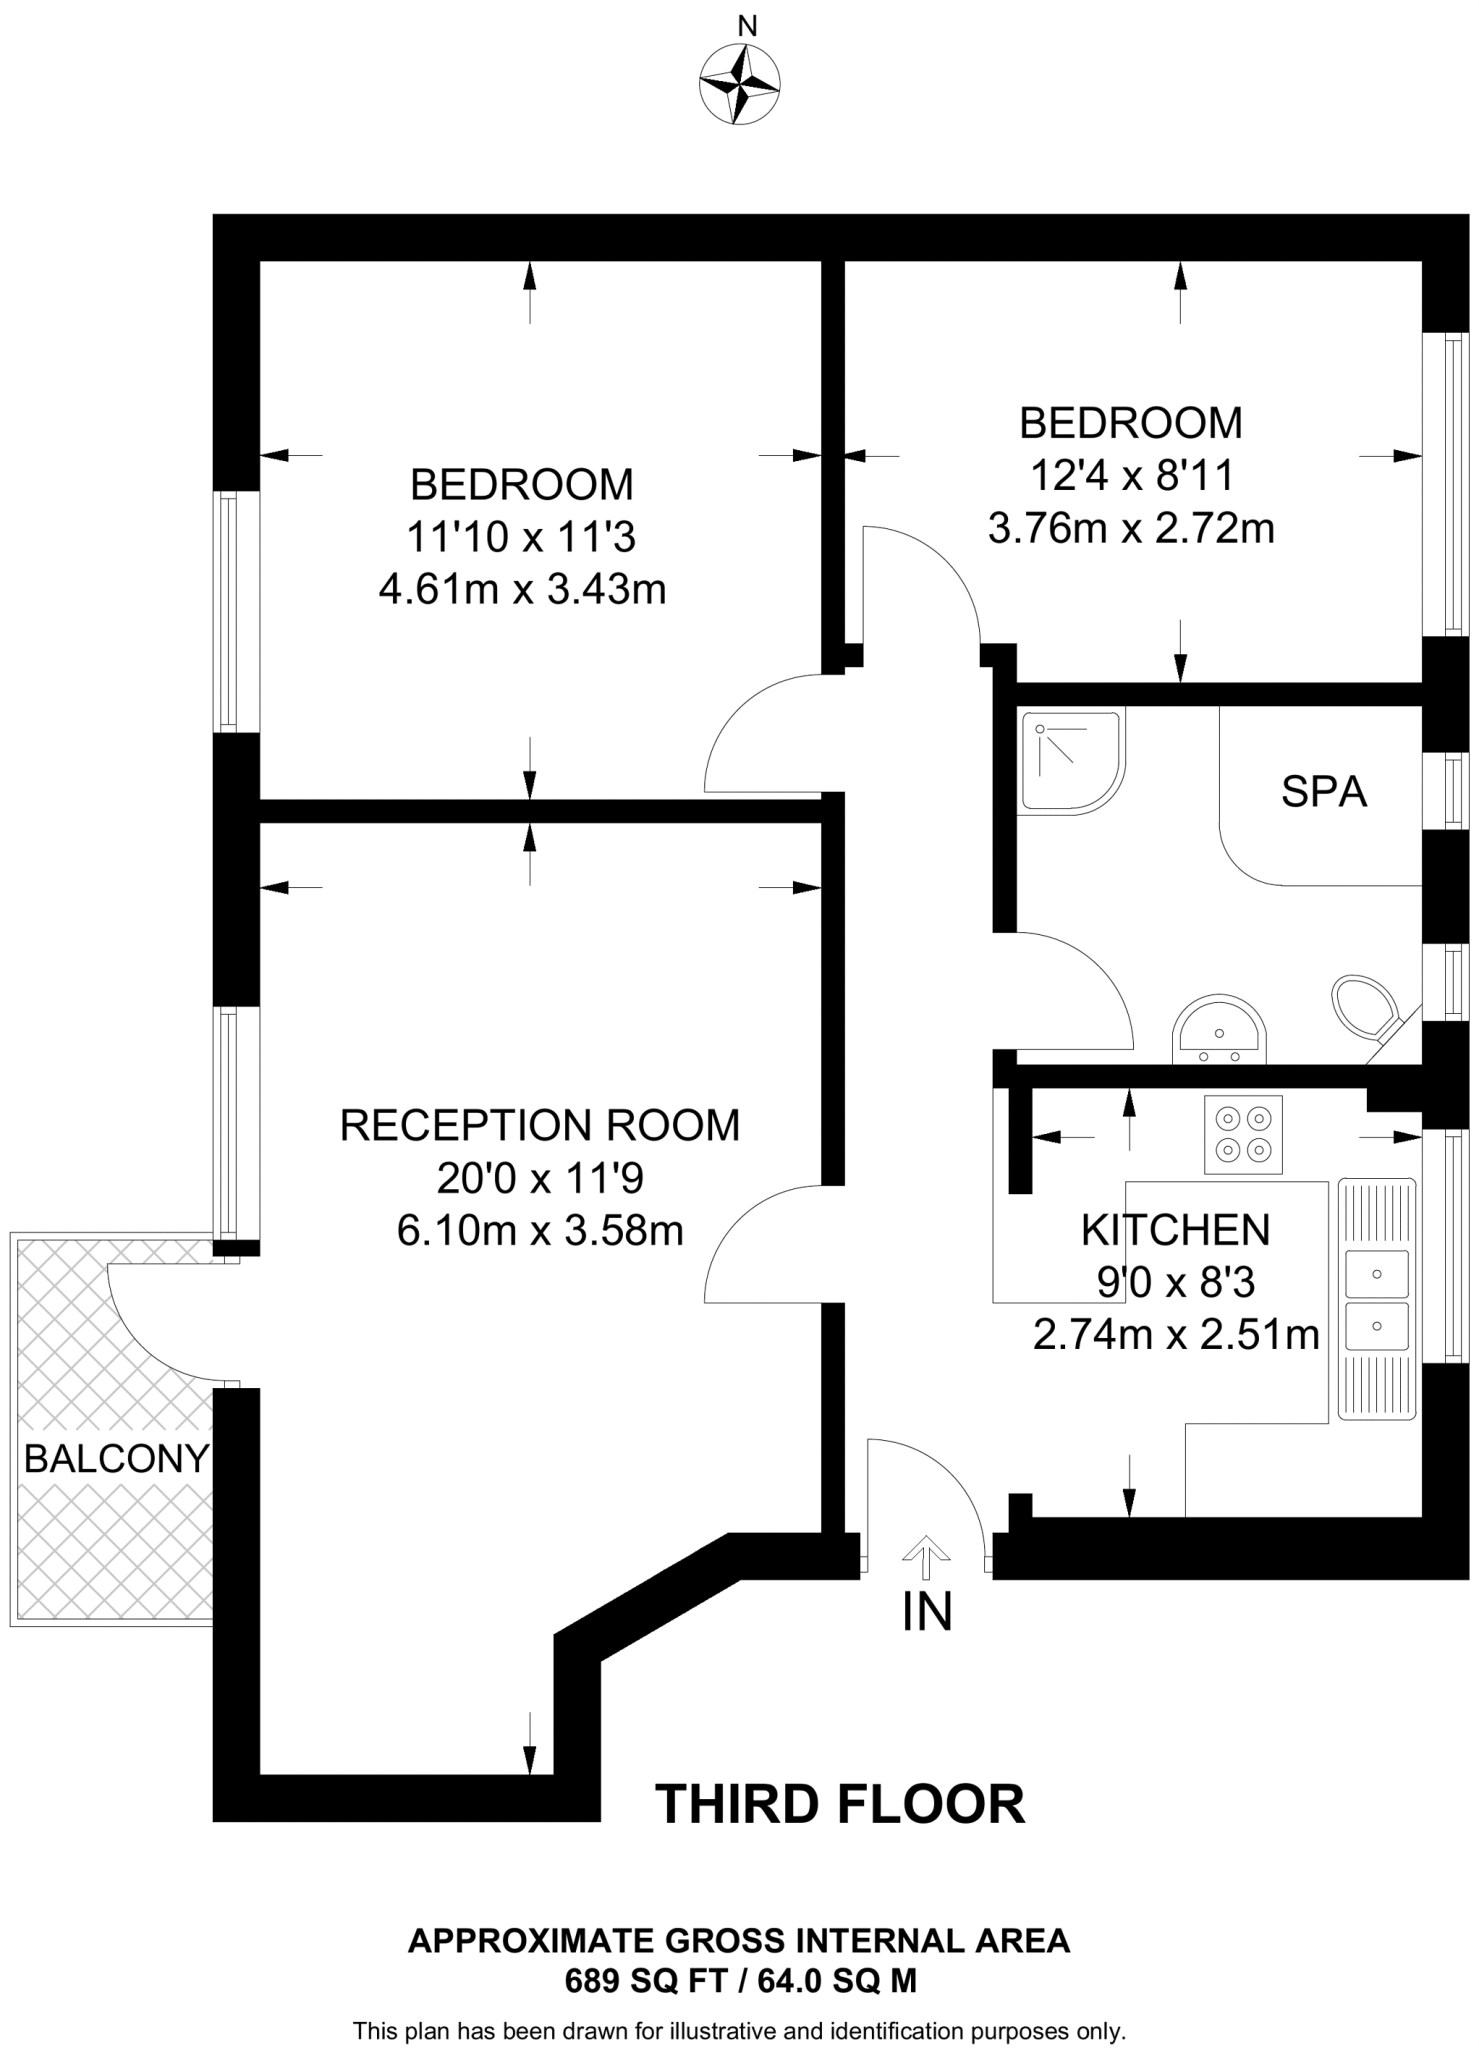 N
BEDROOM
11'10 x 11'3
4.61m x 3.43m
BEDROOM
12'4 x 8'11
3.76m x 2.72m
SPA
RECEPTION ROOM
20'0 x 11'9
6.10m x 3.58m
KITCHEN
9'0 x 8'3
2.74m x 2.51m
BALCONY
IN
THIRD FLOOR
APPROXIMATE GROSS INTERNAL AREA
689 SQ FT / 64.0 SQ M
This plan has been drawn for illustrative and identification purposes only.